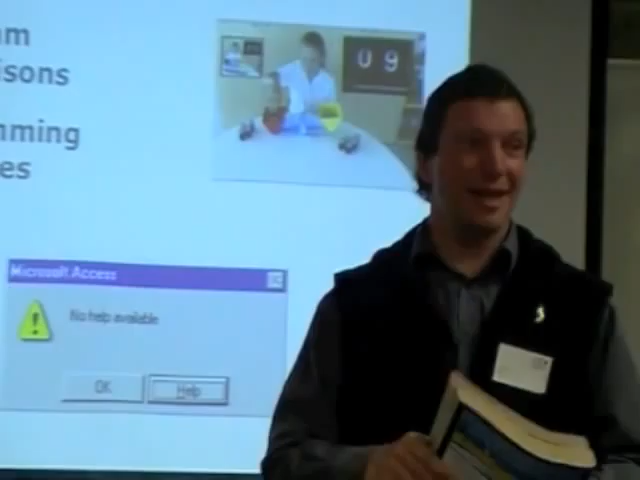 am
isons
mming
es
0 9
Microsoft Access
No help available
OK
Help